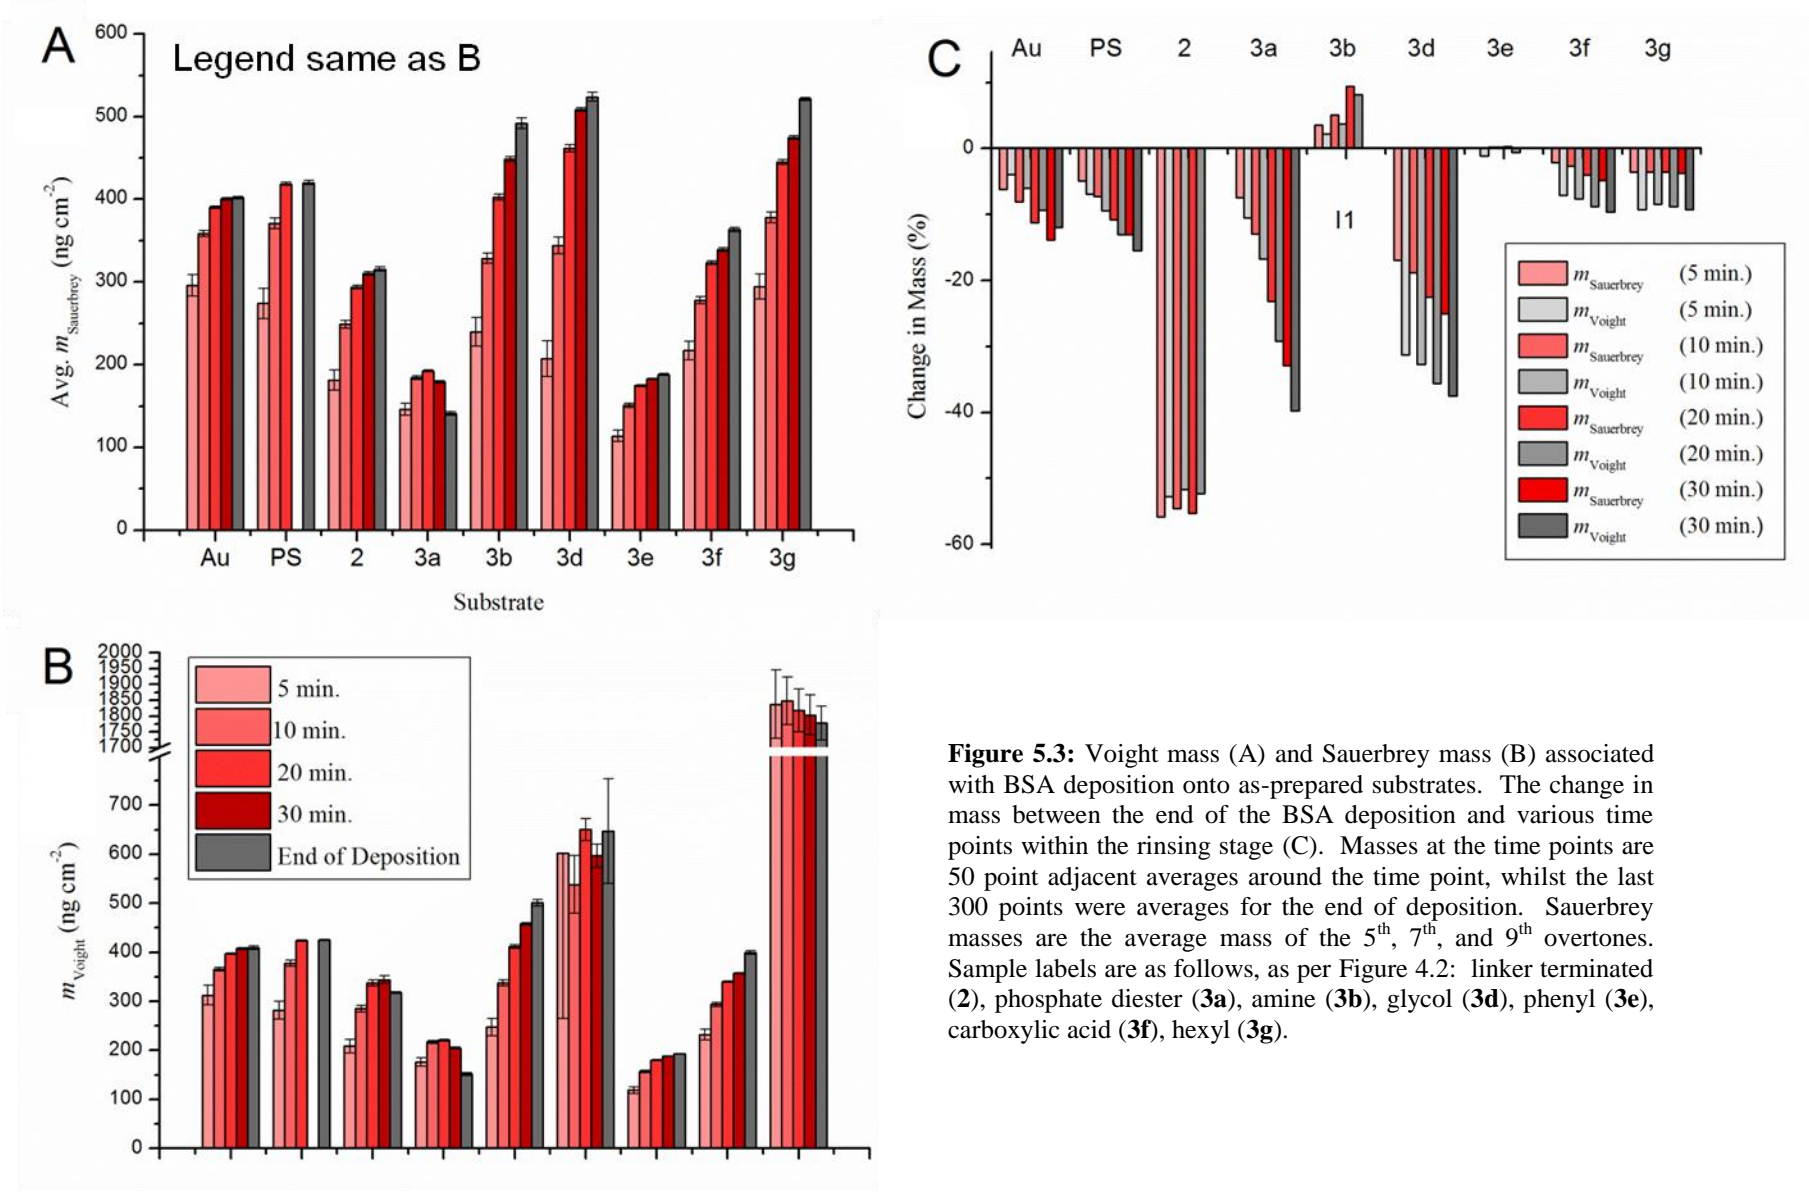 A
Legend same as B
Avg. mSauerbrey (ng cm-2)
600
500
400
300
200
100
0
Au PS 2 3a 3b 3d 3e 3f 3g
Substrate
C
Au PS 2 3a 3b 3d 3e 3f 3g
Change in Mass (%)
0
-20
-40
-60
I1
mSauerbrey (5 min.)
mVoight (5 min.)
mSauerbrey (10 min.)
mVoight (10 min.)
mSauerbrey (20 min.)
mVoight (20 min.)
mSauerbrey (30 min.)
mVoight (30 min.)
B
mVoight (ng cm-2)
2000
1950
1900
1850
1800
1750
1700
700
600
500
400
300
200
100
0
5 min.
10 min.
20 min.
30 min.
End of Deposition
Figure 5.3: Voight mass (A) and Sauerbrey mass (B) associated
with BSA deposition onto as-prepared substrates. The change in
mass between the end of the BSA deposition and various time
points within the rinsing stage (C). Masses at the time points are
50 point adjacent averages around the time point, whilst the last
300 points were averages for the end of deposition. Sauerbrey
masses are the average mass of the 5th, 7th, and 9th overtones.
Sample labels are as follows, as per Figure 4.2: linker terminated
(2), phosphate diester (3a), amine (3b), glycol (3d), phenyl (3e),
carboxylic acid (3f), hexyl (3g).